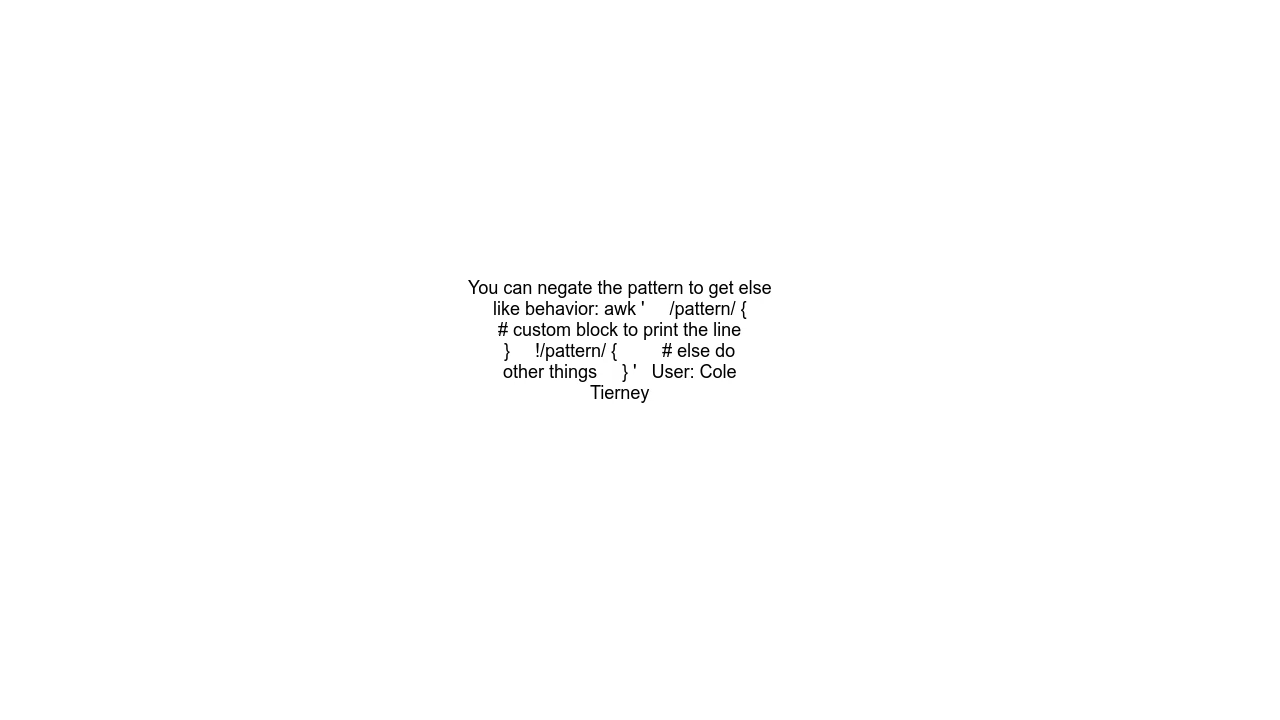 You can negate the pattern to get else
like behavior: awk '     /pattern/ {
# custom block to print the line
}     !/pattern/ {         # else do
other things     } '   User: Cole
Tierney